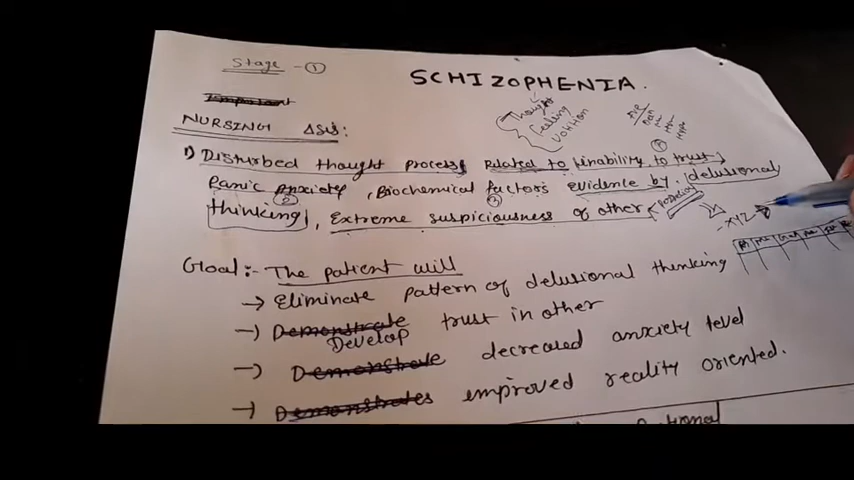 Stage - ①
SCHIZOPHENIA.
Important
NURSING Δsis:
Thought
Feeling
1) Disturbed thought process Related to inability to trust
Panic anxiety, Biochemical factors evidence by delusional
thinking, Extreme suspiciousness of other
-XYZ-
Goal :- The patient will
→ Eliminate pattern of delusional thinking
→ Demonstrate trust in other
Develop
→ Demonstrate decreased anxiety level
→ Demonstrates improved reality oriented.